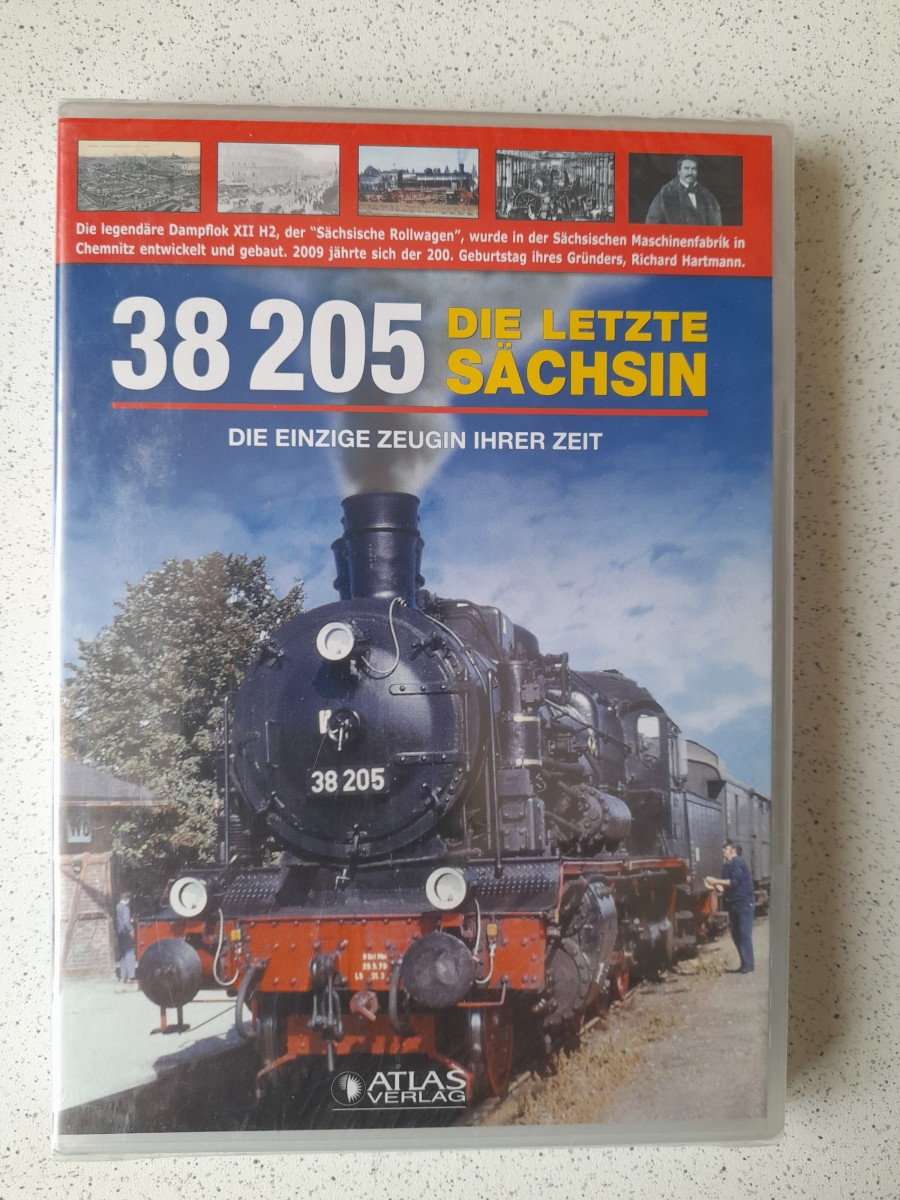 Die legendäre Dampflok XII H2, der "Sächsische Rollwagen", wurde in der Sächsischen Maschinenfabrik in
Chemnitz entwickelt und gebaut. 2009 jährte sich der 200. Geburtstag ihres Gründers, Richard Hartmann.
38 205
DIE LETZTE
SÄCHSIN
DIE EINZIGE ZEUGIN IHRER ZEIT
38 205
WB
ATLAS
VERLAG